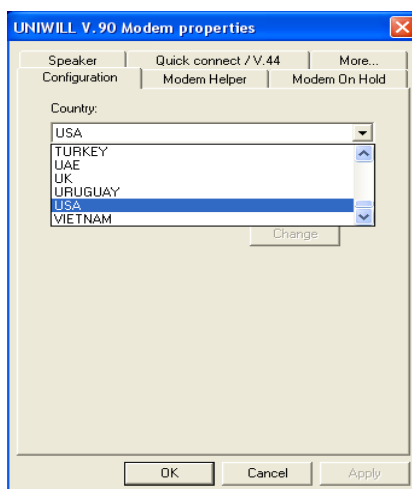 UNIWILL V.90 Modem properties
Speaker Quick connect / V.44 More...
Configuration Modem Helper Modem On Hold
Country:
USA
TURKEY
UAE
UK
URUGUAY
USA
VIETNAM
Change
OK Cancel Apply